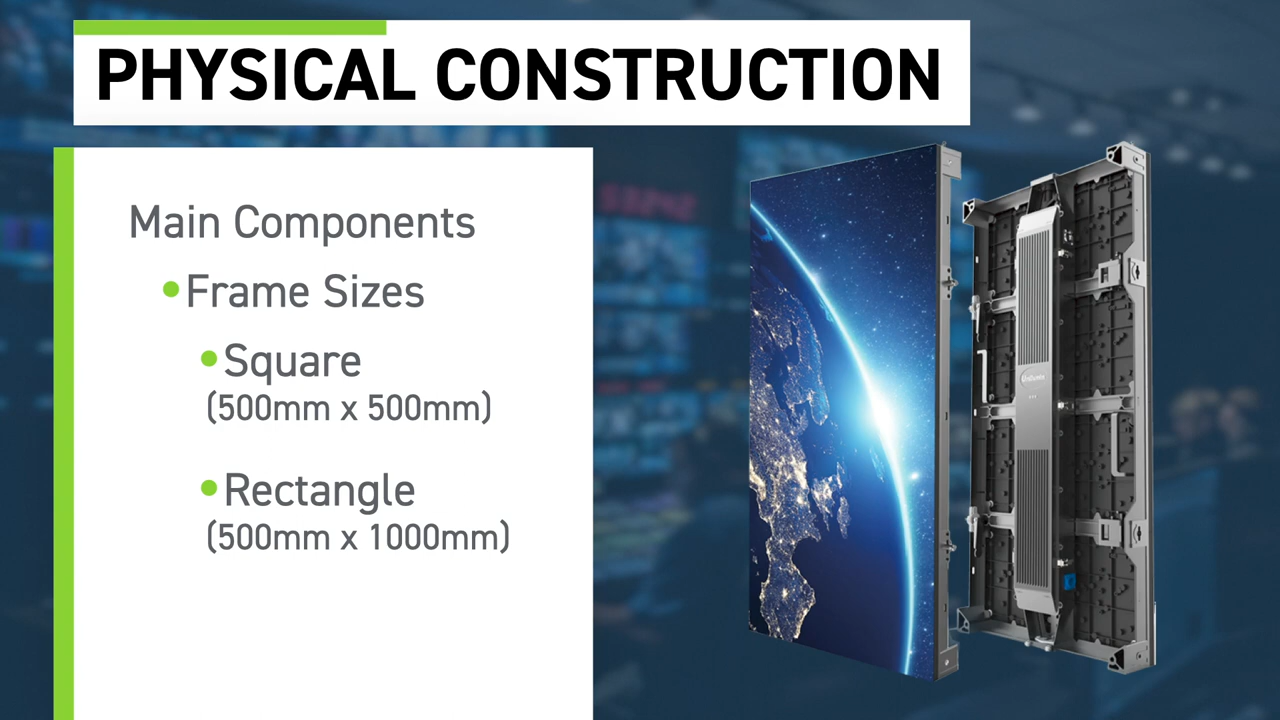 PHYSICAL CONSTRUCTION
Main Components
•Frame Sizes
•Square
(500mm x 500mm)
•Rectangle
(500mm x 1000mm)